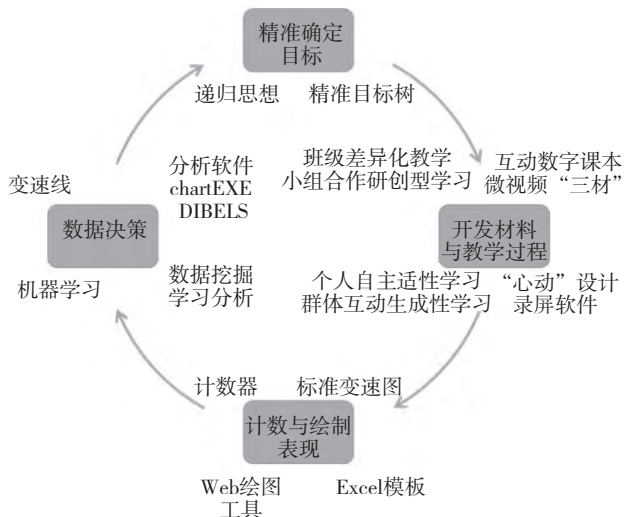 精准确定
目标
递归思想 精准目标树
班级差异化教学
小组合作研创型学习
互动数字课本
微视频“三材”
开发材料
与教学过程
个人自主适性学习
群体互动生成性学习
“心动”设计
录屏软件
计数器 标准变速图
计数与绘制
表现
Web绘图
工具
Excel模板
变速线
数据决策
机器学习
分析软件
chartEXE
DIBELS
数据挖掘
学习分析